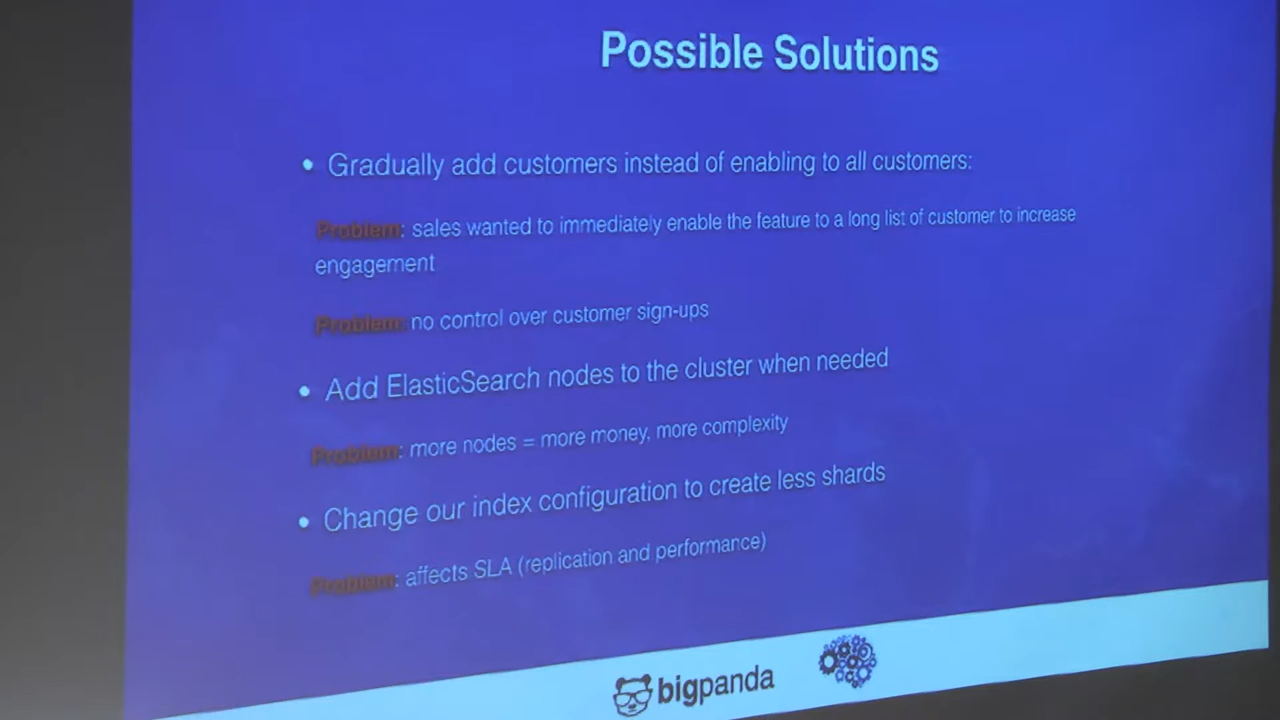 Possible Solutions
• Gradually add customers instead of enabling to all customers:
Problem: sales wanted to immediately enable the feature to a long list of customer to increase
engagement
Problem: no control over customer sign-ups
• Add ElasticSearch nodes to the cluster when needed
Problem: more nodes = more money, more complexity
• Change our index configuration to create less shards
Problem: affects SLA (replication and performance)
bigpanda